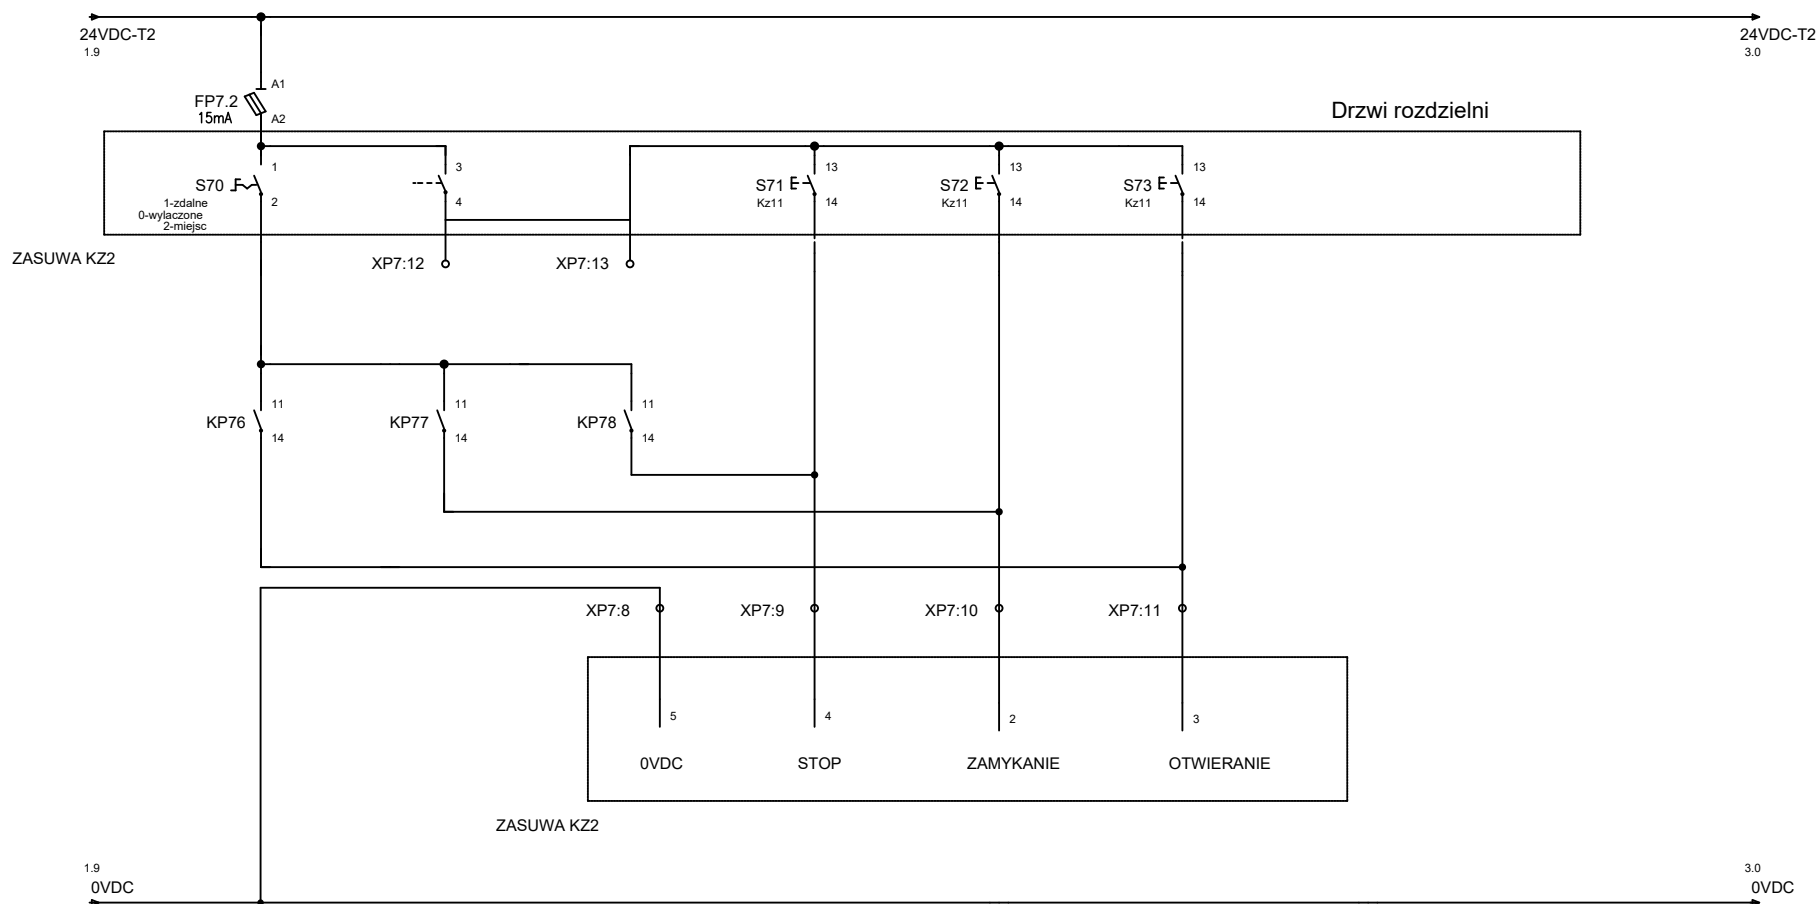 24VDC-T2
1.9
24VDC-T2
3.0
A1
FP7.2
15mA
A2
Drzwi rozdzielni
1
S70
2
1-zdalne
0-wylaczone
2-miejsc
3
4
13
S71
Kz11
14
13
S72
Kz11
14
13
S73
Kz11
14
ZASUWA KZ2
XP7:12
XP7:13
11
KP76
14
11
KP77
14
11
KP78
14
XP7:8
XP7:9
XP7:10
XP7:11
5
4
2
3
0VDC
STOP
ZAMYKANIE
OTWIERANIE
ZASUWA KZ2
1.9
0VDC
3.0
0VDC